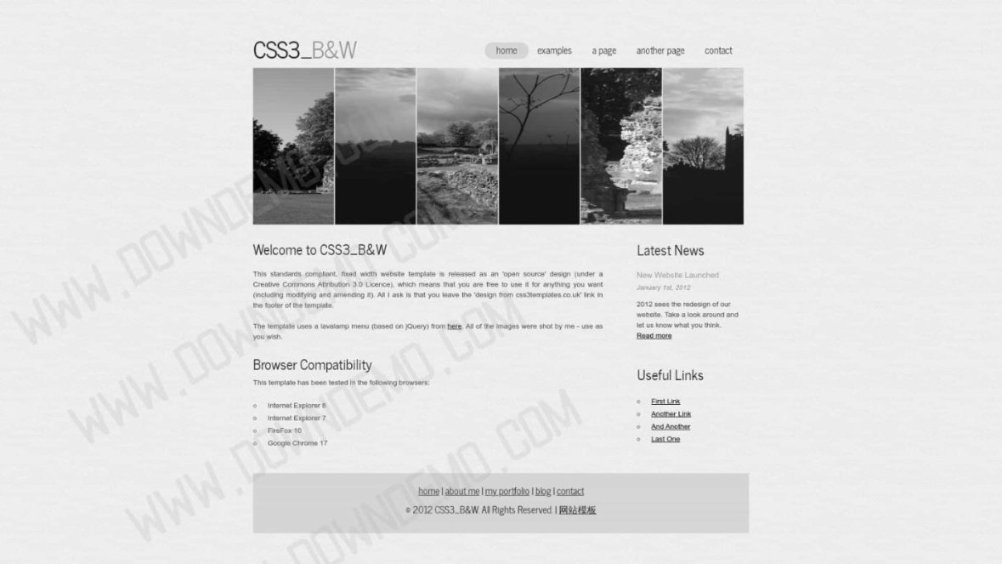 CSS3_B&W
home examples a page another page contact
Welcome to CSS3_B&W
This standards compliant, fixed width website template is released as an 'open source' design (under a
Creative Commons Attribution 3.0 Licence), which means that you are free to use it for anything you want
(including modifying and amending it). All I ask is that you leave the 'design from css3templates.co.uk' link in
the footer of the template.
The template uses a lavalamp menu (based on jQuery) from here. All of the images were shot by me - use as
you wish.
Browser Compatibility
This template has been tested in the following browsers:
Internet Explorer 8
Internet Explorer 7
FireFox 10
Google Chrome 17
Latest News
New Website Launched
January 1st, 2012
2012 sees the redesign of our
website. Take a look around and
let us know what you think.
Read more
Useful Links
First Link
Another Link
And Another
Last One
home | about me | my portfolio | blog | contact
© 2012 CSS3_B&W. All Rights Reserved. | 网站模板
WWW.DOWNDEMO.COM
WWW.DOWNDEMO.COM
WWW.DOWNDEMO.COM